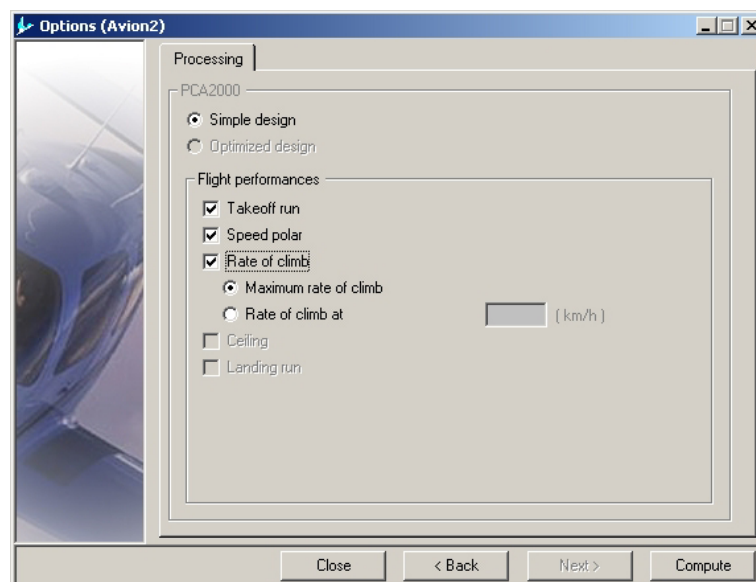 Options (Avion2)
Processing
PCA2000
Simple design
Optimized design
Flight performances
Takeoff run
Speed polar
Rate of climb
Maximum rate of climb
Rate of climb at (km/h)
Ceiling
Landing run
Close < Back Next > Compute